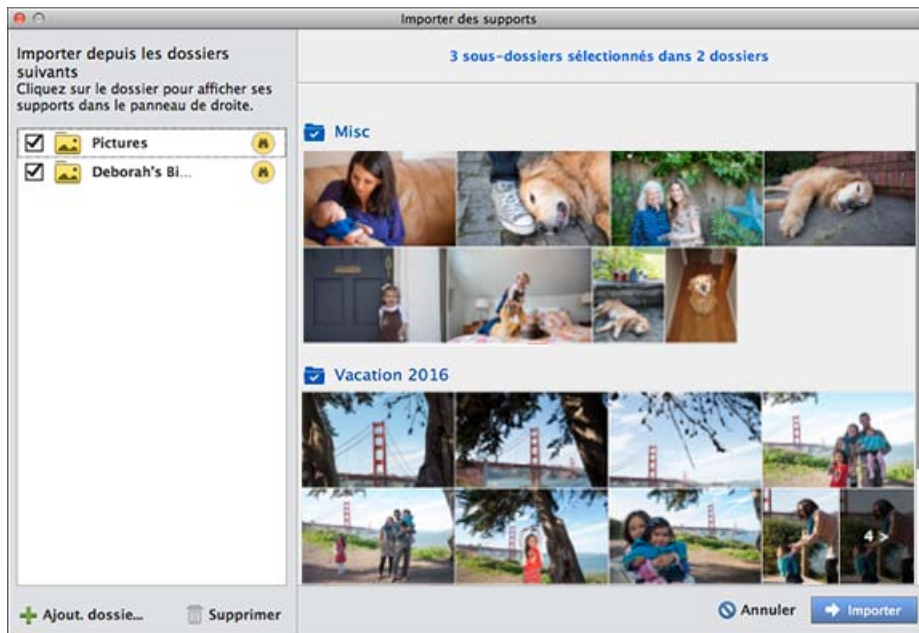 Importer des supports
Importer depuis les dossiers
suivants
Cliquez sur le dossier pour afficher ses
supports dans le panneau de droite.
Pictures
Deborah's Bi...
Ajout. dossie...
Supprimer
3 sous-dossiers sélectionnés dans 2 dossiers
Misc
Vacation 2016
4 >
Annuler
Importer